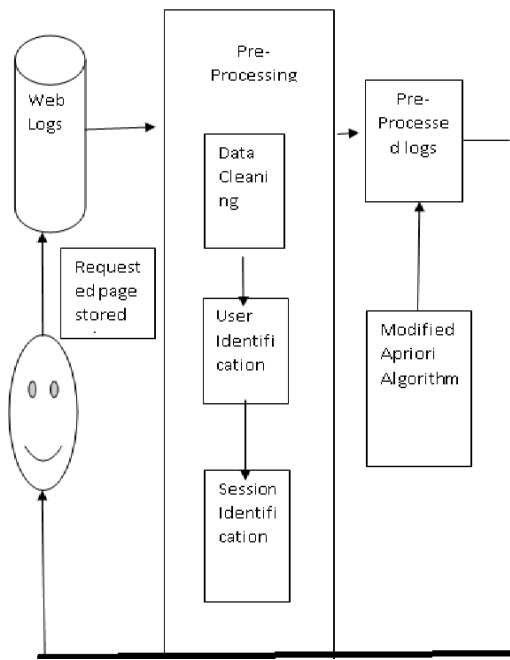 Web
Logs
Pre-
Processing
Pre-
Processe
d logs
Data
Cleani
ng
Request
ed page
stored
.
User
Identifi
cation
Modified
Apriori
Algorithm
Session
Identifi
cation